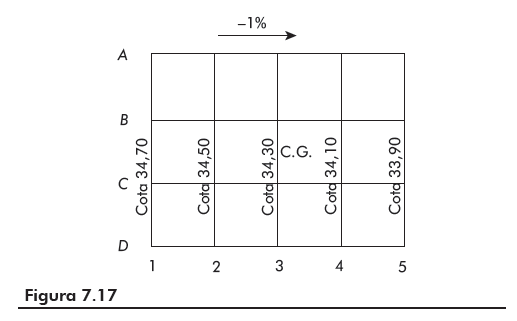 –1%
A
B
C
D
Cota 34,70
Cota 34,50
Cota 34,30
C.G.
Cota 34,10
Cota 33,90
1 2 3 4 5
Figura 7.17